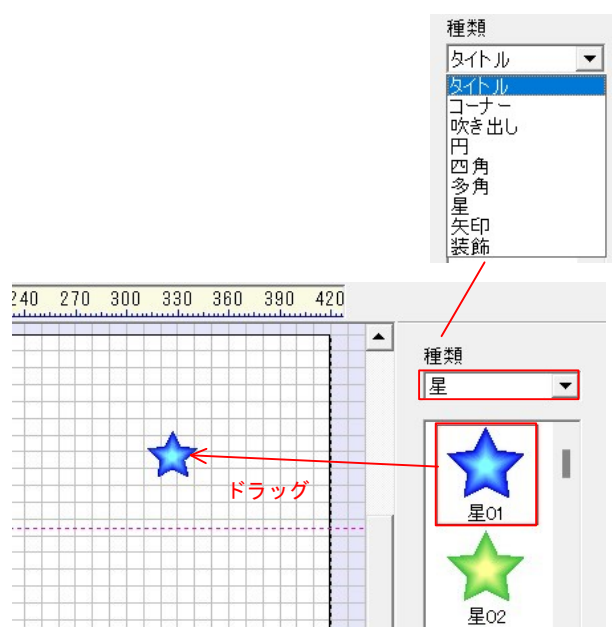 種類
タイトル
タイトル
コーナー
吹き出し
円
四角
多角
星
矢印
装飾
240 270 300 330 360 390 420
種類
星
ドラッグ
星01
星02